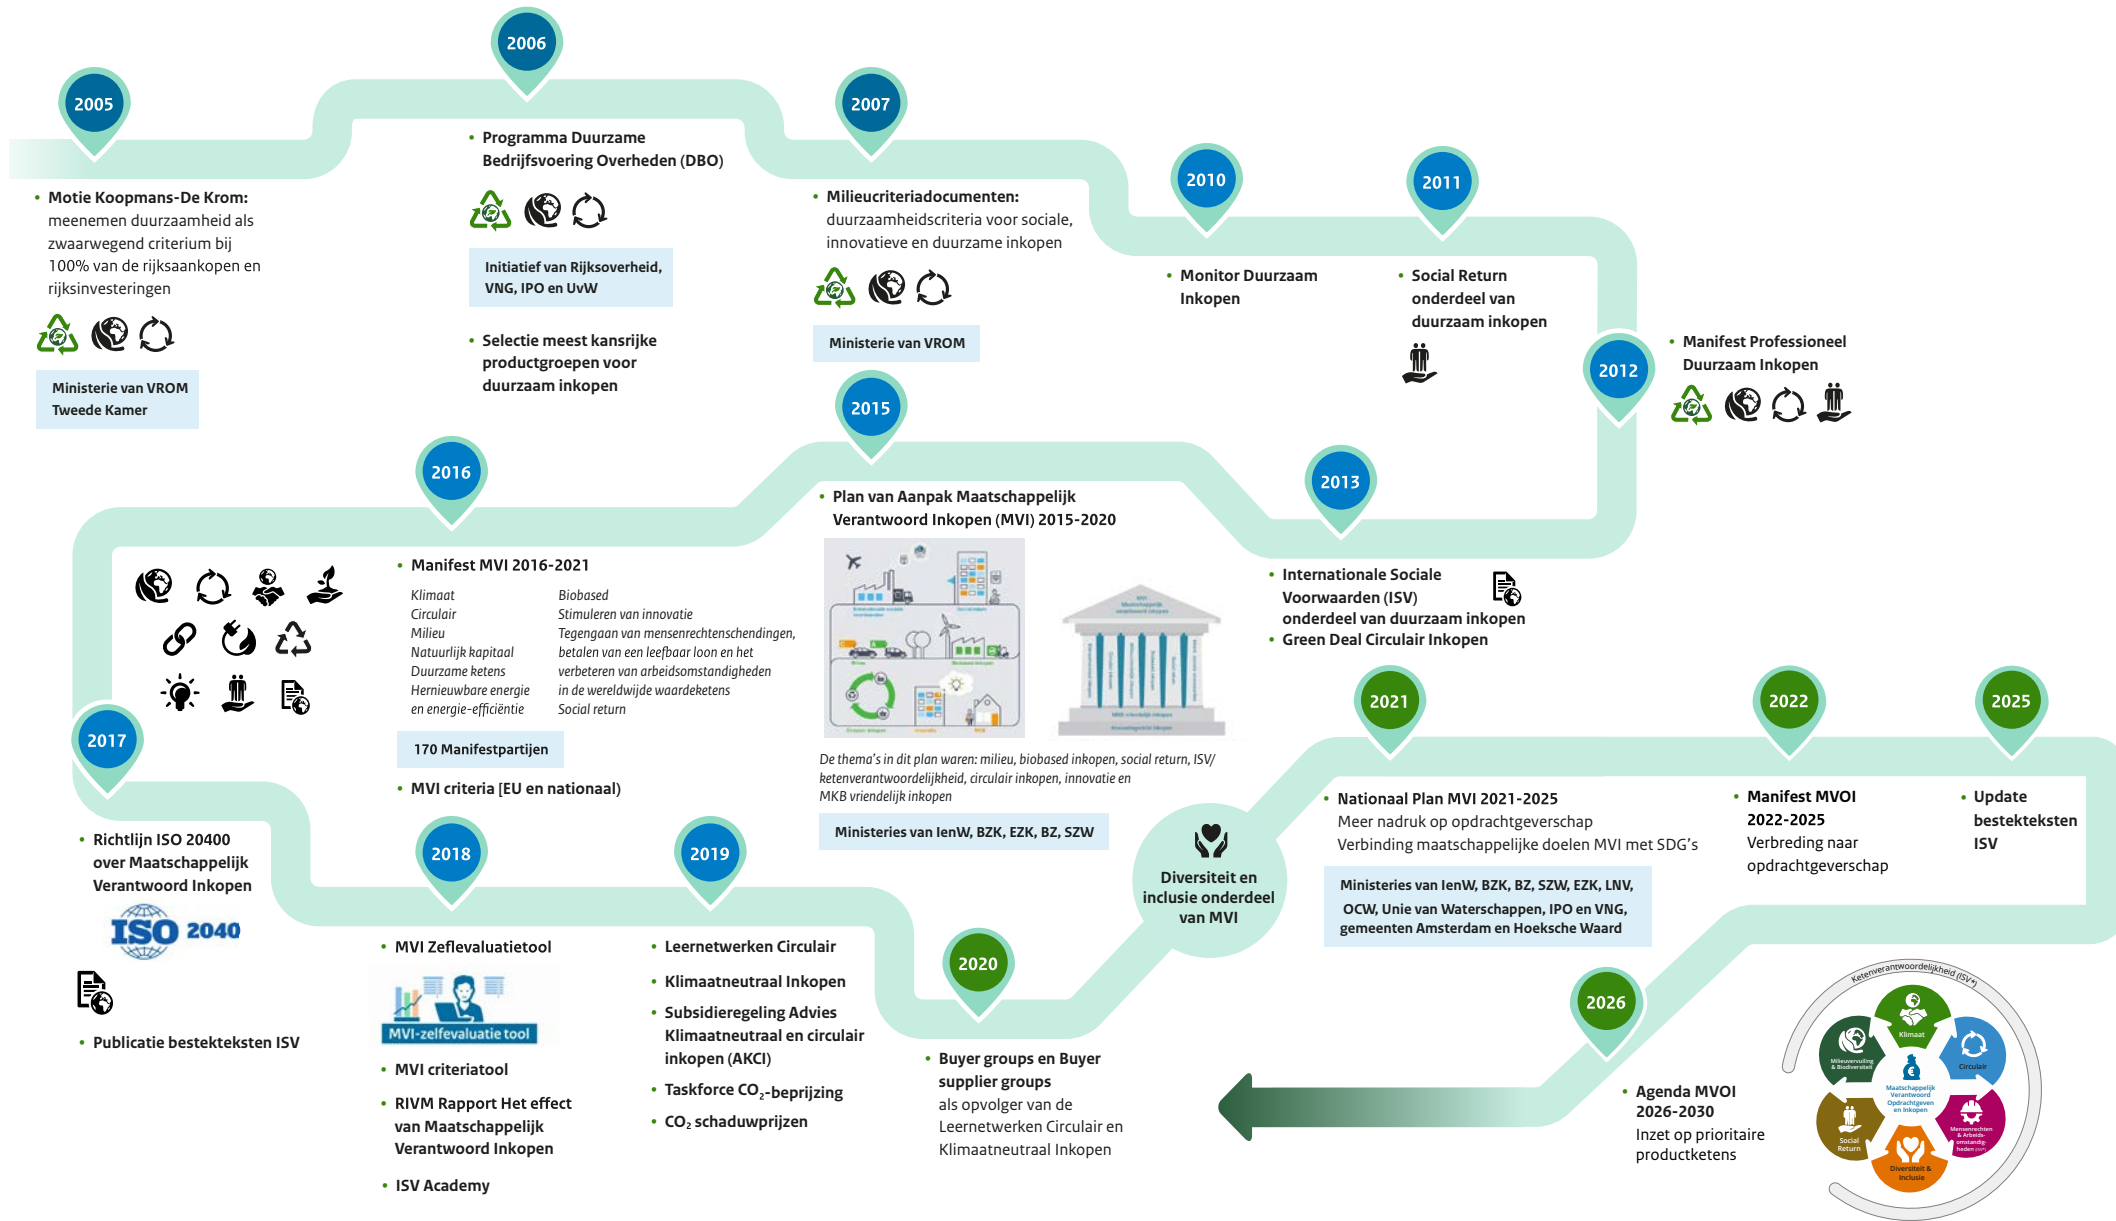 2005
• Motie Koopmans-De Krom:
meenemen duurzaamheid als
zwaarwegend criterium bij
100% van de rijksaankopen en
rijksinvesteringen
Ministerie van VROM
Tweede Kamer
2006
• Programma Duurzame
Bedrijfsvoering Overheden (DBO)
Initiatief van Rijksoverheid,
VNG, IPO en UvW
• Selectie meest kansrijke
productgroepen voor
duurzaam inkopen
2007
• Milieucriteriadocumenten:
duurzaamheidscriteria voor sociale,
innovatieve en duurzame inkopen
Ministerie van VROM
2010
• Monitor Duurzaam
Inkopen
2011
• Social Return
onderdeel van
duurzaam inkopen
2012
• Manifest Professioneel
Duurzaam Inkopen
2013
• Internationale Sociale
Voorwaarden (ISV)
onderdeel van duurzaam inkopen
• Green Deal Circulair Inkopen
2015
• Plan van Aanpak Maatschappelijk
Verantwoord Inkopen (MVI) 2015-2020
De thema's in dit plan waren: milieu, biobased inkopen, social return, ISV/
ketenverantwoordelijkheid, circulair inkopen, innovatie en
MKB vriendelijk inkopen
Ministeries van IenW, BZK, EZK, BZ, SZW
2016
• Manifest MVI 2016-2021
Klimaat
Circulair
Milieu
Natuurlijk kapitaal
Duurzame ketens
Hernieuwbare energie
en energie-efficiëntie
Biobased
Stimuleren van innovatie
Tegengaan van mensenrechtenschendingen,
betalen van een leefbaar loon en het
verbeteren van arbeidsomstandigheden
in de wereldwijde waardeketens
Social return
170 Manifestpartijen
• MVI criteria [EU en nationaal)
2017
• Richtlijn ISO 20400
over Maatschappelijk
Verantwoord Inkopen
ISO 2040
• Publicatie bestekteksten ISV
2018
• MVI Zeflevaluatietool
MVI-zelfevaluatie tool
• MVI criteriatool
• RIVM Rapport Het effect
van Maatschappelijk
Verantwoord Inkopen
• ISV Academy
2019
• Leernetwerken Circulair
• Klimaatneutraal Inkopen
• Subsidieregeling Advies
Klimaatneutraal en circulair
inkopen (AKCI)
• Taskforce CO₂-beprijzing
• CO₂ schaduwprijzen
2020
• Buyer groups en Buyer
supplier groups
als opvolger van de
Leernetwerken Circulair en
Klimaatneutraal Inkopen
Diversiteit en
inclusie onderdeel
van MVI
2021
• Nationaal Plan MVI 2021-2025
Meer nadruk op opdrachtgeverschap
Verbinding maatschappelijke doelen MVI met SDG's
Ministeries van IenW, BZK, BZ, SZW, EZK, LNV,
OCW, Unie van Waterschappen, IPO en VNG,
gemeenten Amsterdam en Hoeksche Waard
2022
• Manifest MVOI
2022-2025
Verbreding naar
opdrachtgeverschap
2025
• Update
bestekteksten
ISV
2026
• Agenda MVOI
2026-2030
Inzet op prioritaire
productketens
Ketenverantwoordelijkheid (ISV*)
Klimaat
Circulair
Mensenrechten
& Arbeids-
omstandig-
heden (ISV*)
Diversiteit &
Inclusie
Social
Return
Milieuvervuiling
& Biodiversiteit
Maatschappelijk
Verantwoord
Opdrachtgeven
en Inkopen